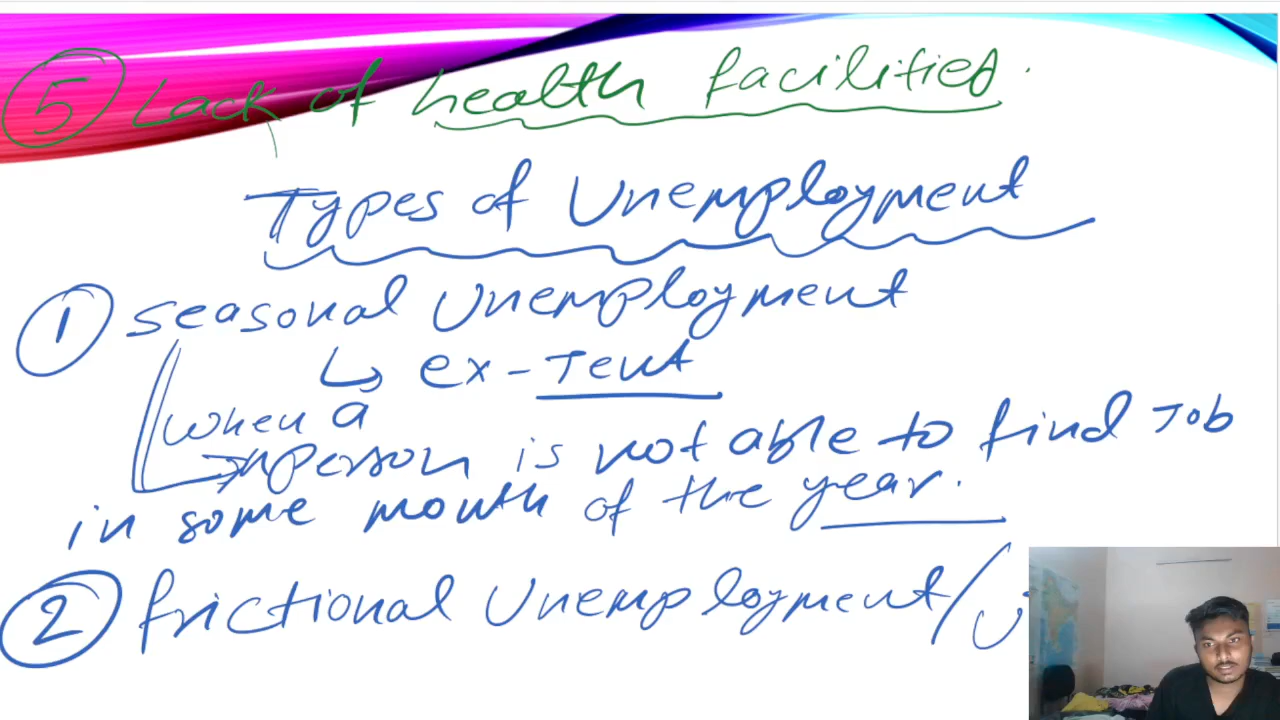 5 Lack of health facilities.
Types of Unemployment
1 Seasonal Unemployment
↳ ex - Tent
when a
person is not able to find Job
in some month of the year.
2 frictional Unemployment/